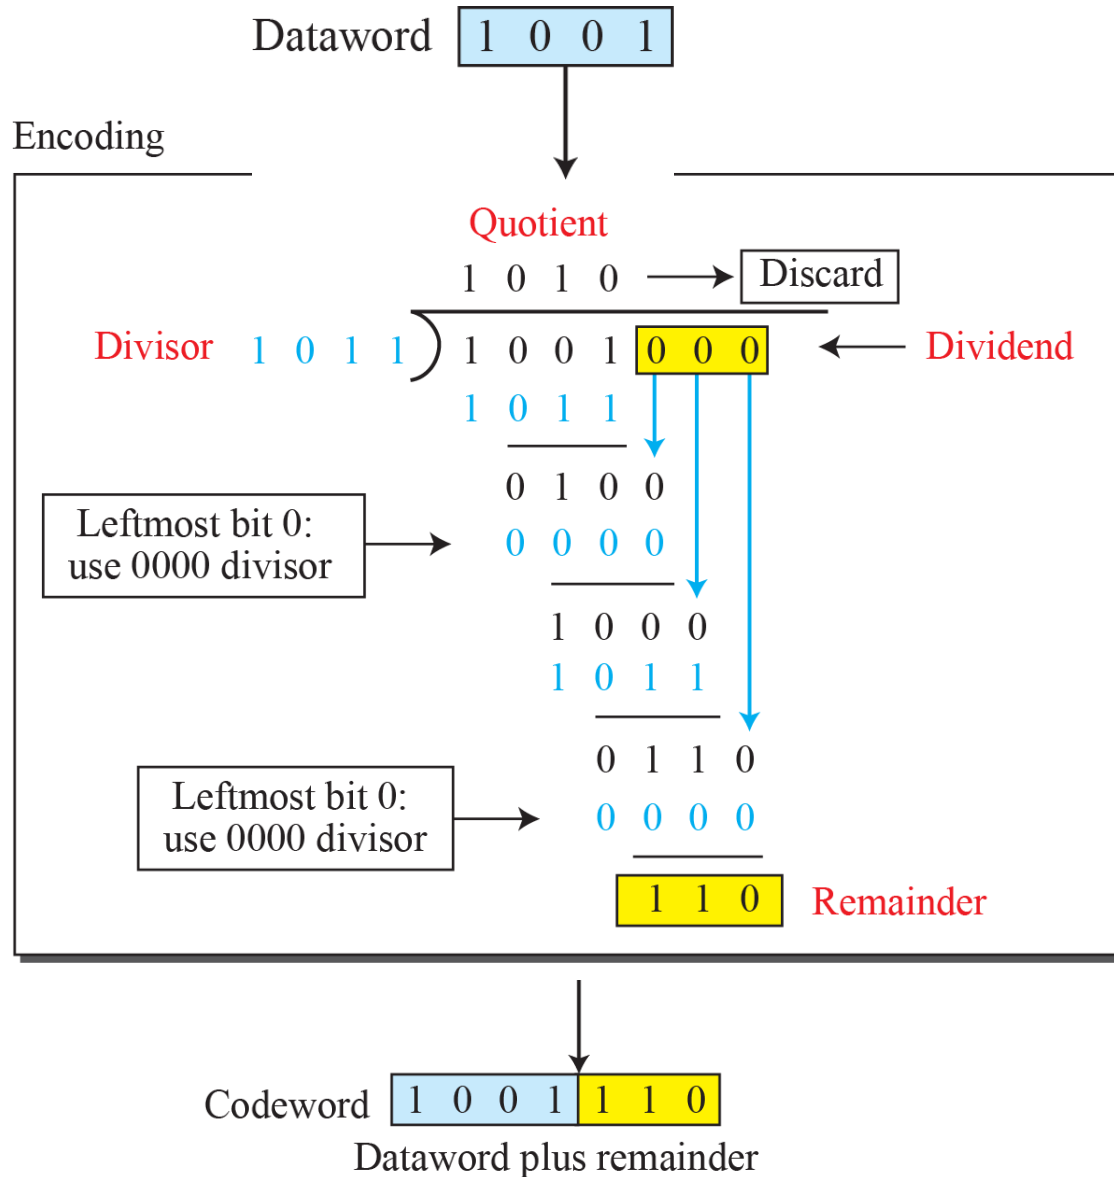 Dataword 1 0 0 1
Encoding
Quotient
1 0 1 0 Discard
Divisor 1 0 1 1 1 0 0 1 0 0 0 Dividend
1 0 1 1
0 1 0 0
Leftmost bit 0:
use 0000 divisor
0 0 0 0
1 0 0 0
1 0 1 1
0 1 1 0
Leftmost bit 0:
use 0000 divisor
0 0 0 0
1 1 0 Remainder
Codeword 1 0 0 1 1 1 0
Dataword plus remainder